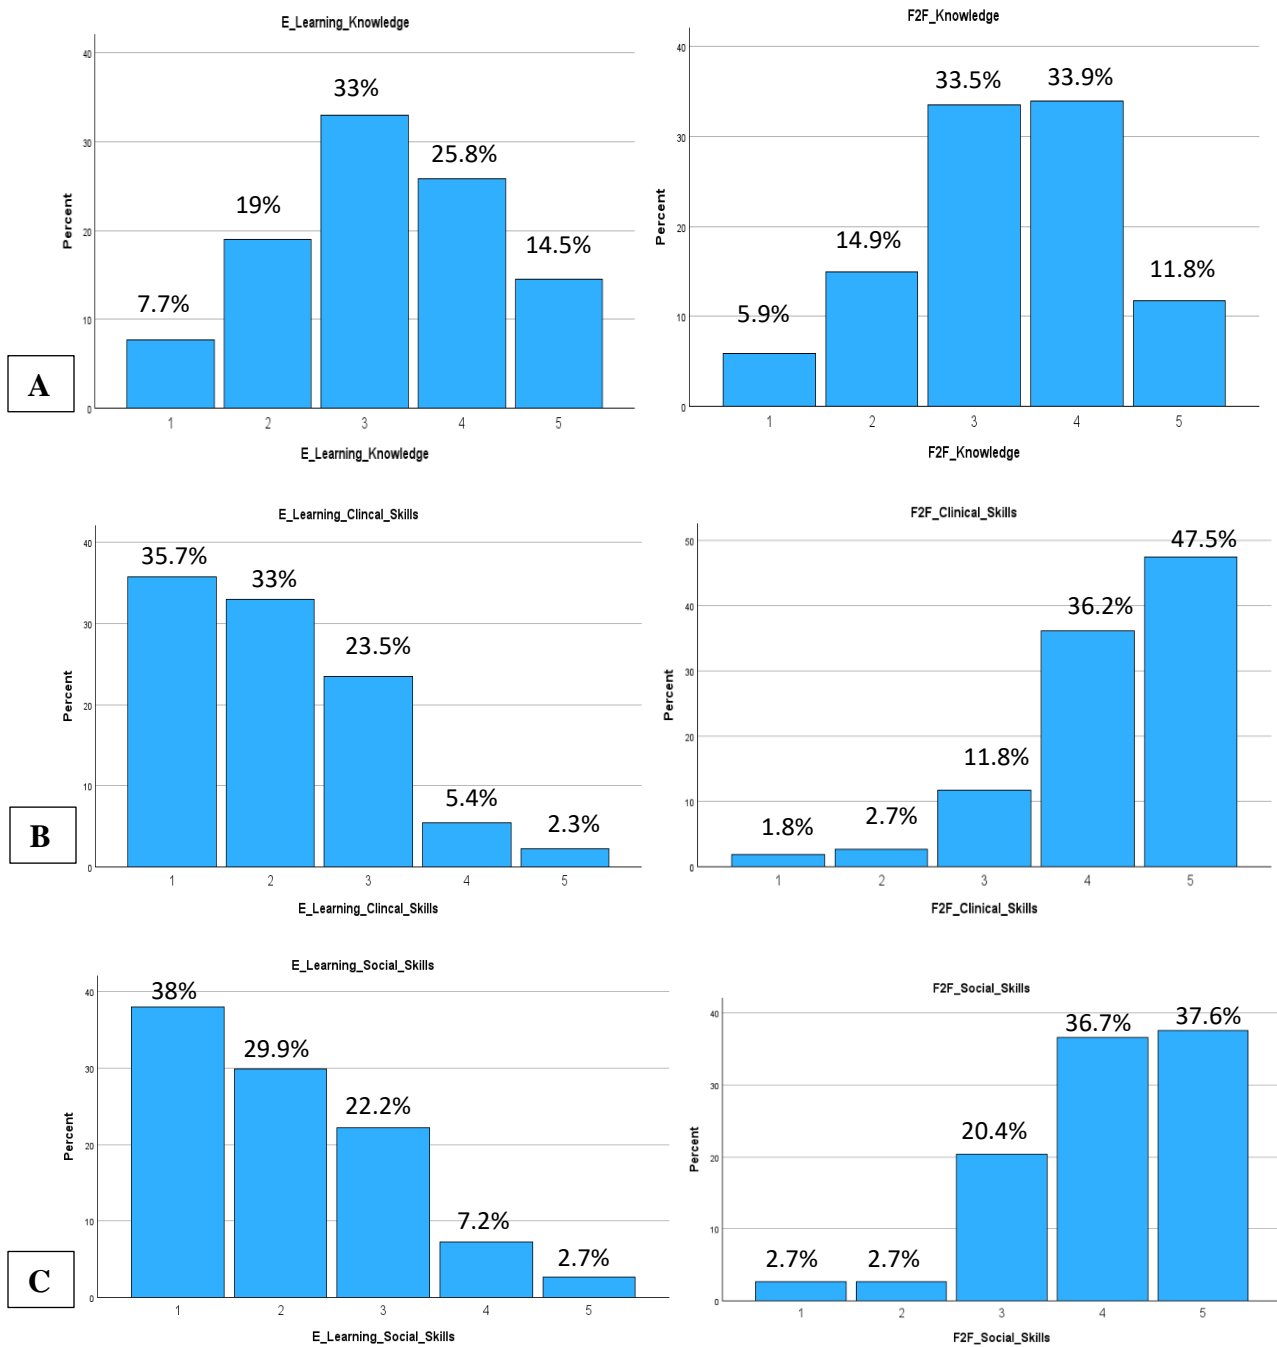 E_Learning_Knowledge
40
30
20
10
0
Percent
7.7%
19%
33%
25.8%
14.5%
1 2 3 4 5
E_Learning_Knowledge
F2F_Knowledge
40
30
20
10
0
Percent
5.9%
14.9%
33.5%
33.9%
11.8%
1 2 3 4 5
F2F_Knowledge
A
E_Learning_Clincal_Skills
40
30
20
10
0
Percent
35.7%
33%
23.5%
5.4%
2.3%
1 2 3 4 5
E_Learning_Clincal_Skills
F2F_Clinical_Skills
50
40
30
20
10
0
Percent
1.8%
2.7%
11.8%
36.2%
47.5%
1 2 3 4 5
F2F_Clinical_Skills
B
E_Learning_Social_Skills
40
30
20
10
0
Percent
38%
29.9%
22.2%
7.2%
2.7%
1 2 3 4 5
E_Learning_Social_Skills
F2F_Social_Skills
40
30
20
10
0
Percent
2.7%
2.7%
20.4%
36.7%
37.6%
1 2 3 4 5
F2F_Social_Skills
C